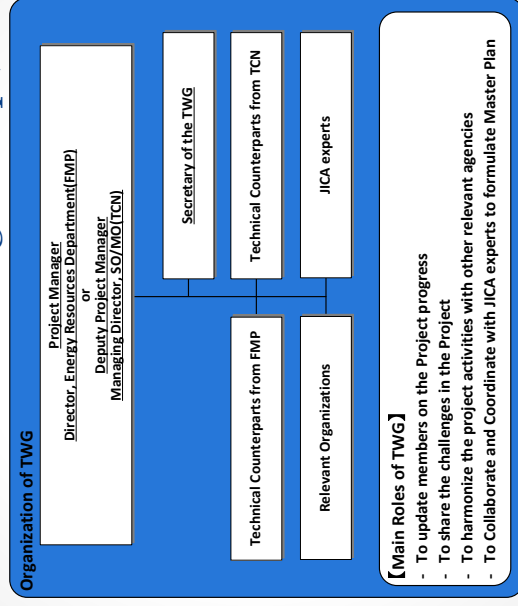 Organization of TWG
Project Manager
Director, Energy Resources Department(FMP)
or
Deputy Project Manager
Managing Director, SO/MO(TCN)
Secretary of the TWG
Technical Counterparts from FMP
Technical Counterparts from TCN
Relevant Organizations
JICA experts
【Main Roles of TWG】
- To update members on the Project progress
- To share the challenges in the Project
- To harmonize the project activities with other relevant agencies
- To Collaborate and Coordinate with JICA experts to formulate Master Plan